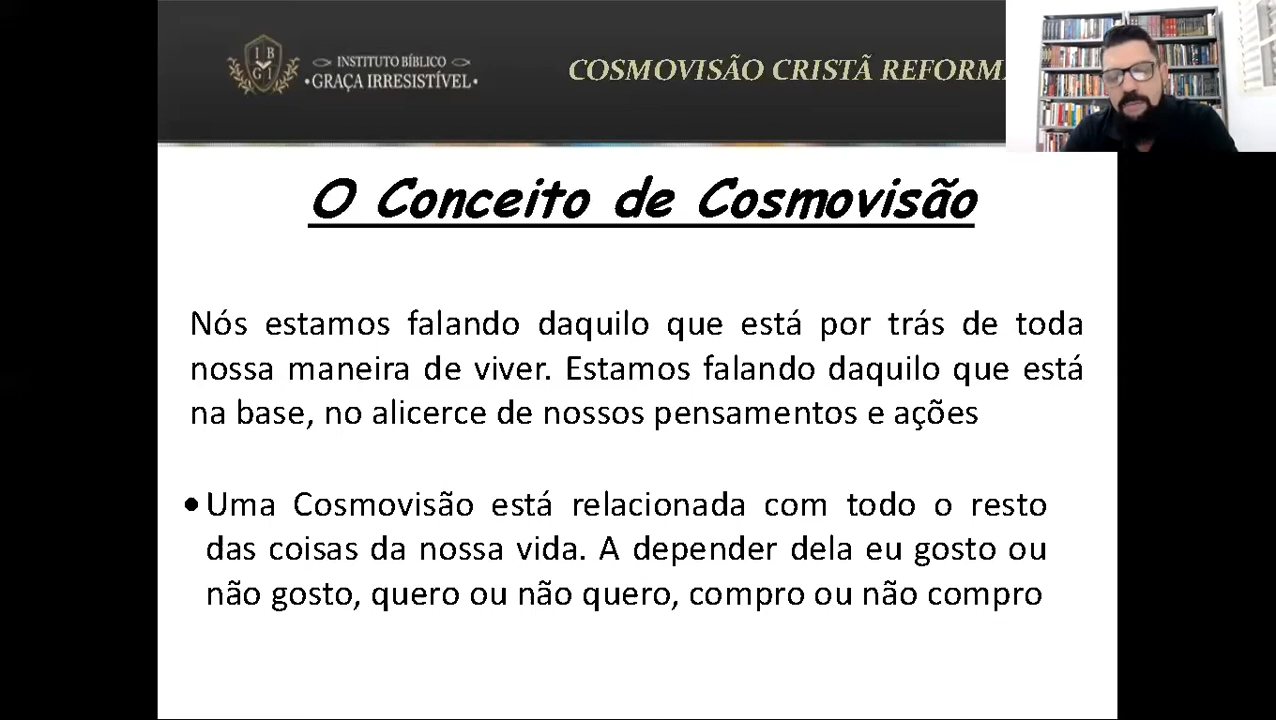 INSTITUTO BÍBLICO
•GRAÇA IRRESISTÍVEL•
I B
G I
COSMOVISÃO CRISTÃ REFORM
O Conceito de Cosmovisão
Nós estamos falando daquilo que está por trás de toda
nossa maneira de viver. Estamos falando daquilo que está
na base, no alicerce de nossos pensamentos e ações
• Uma Cosmovisão está relacionada com todo o resto
das coisas da nossa vida. A depender dela eu gosto ou
não gosto, quero ou não quero, compro ou não compro